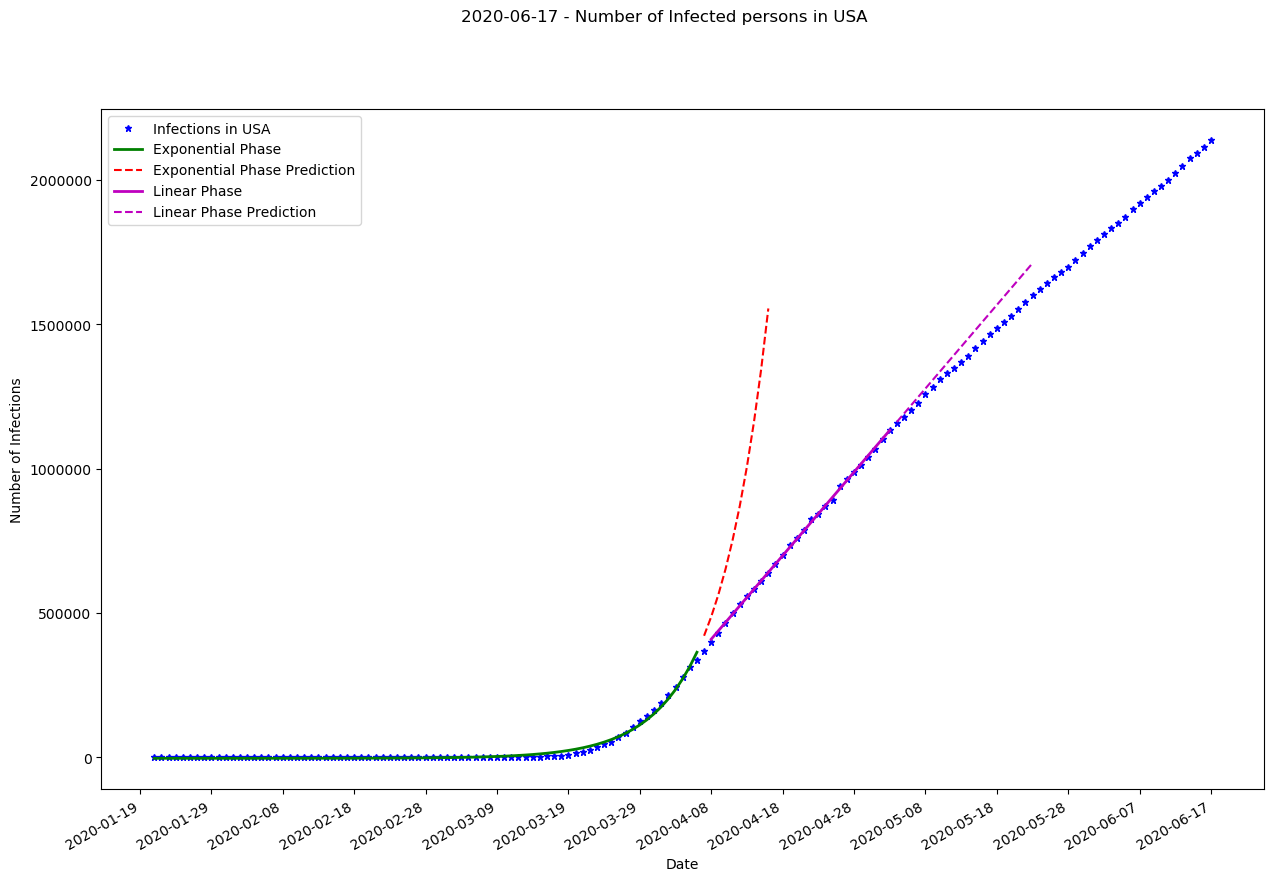 2020-06-17 - Number of Infected persons in USA
Infections in USA
Exponential Phase
Exponential Phase Prediction
Linear Phase
Linear Phase Prediction
Number of Infections
2000000
1500000
1000000
500000
0
2020-01-19
2020-01-29
2020-02-08
2020-02-18
2020-02-28
2020-03-09
2020-03-19
2020-03-29
2020-04-08
2020-04-18
2020-04-28
2020-05-08
2020-05-18
2020-05-28
2020-06-07
2020-06-17
Date